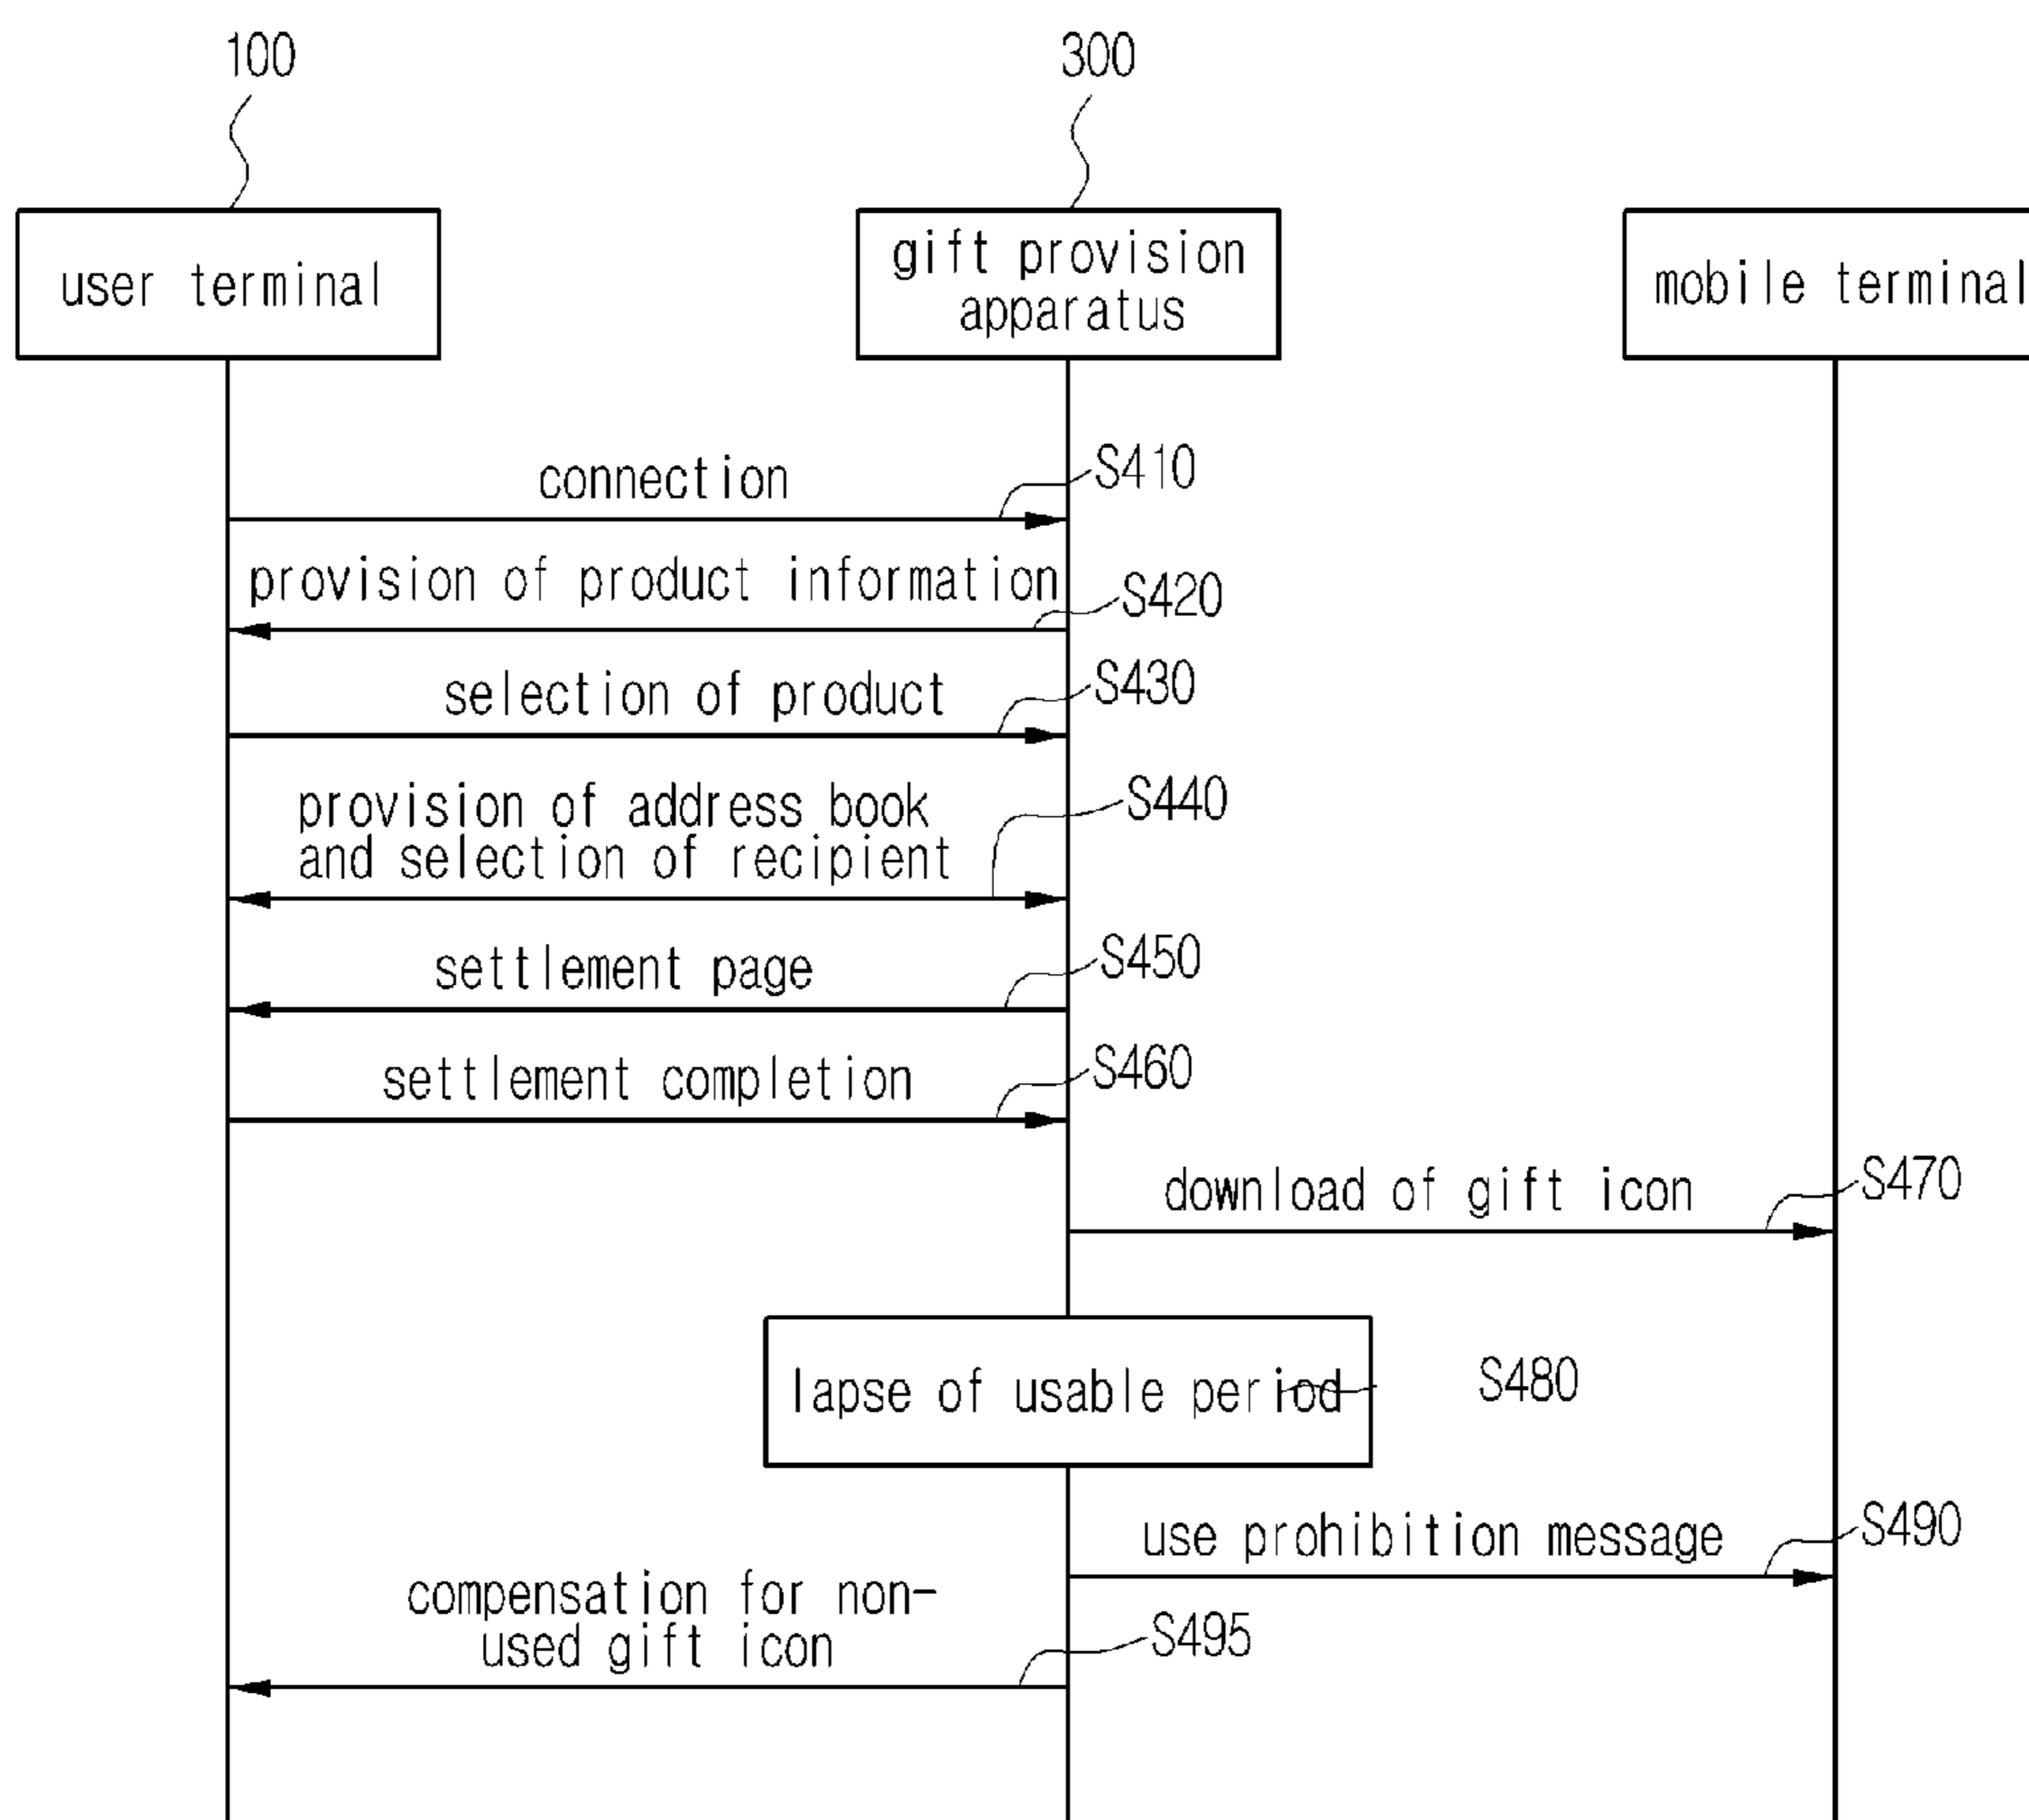 100
300
user terminal
gift provision
apparatus
mobile terminal
connection
S410
provision of product information
S420
selection of product
S430
provision of address book
and selection of recipient
S440
settlement page
S450
settlement completion
S460
download of gift icon
S470
lapse of usable period
S480
use prohibition message
S490
compensation for non-
used gift icon
S495